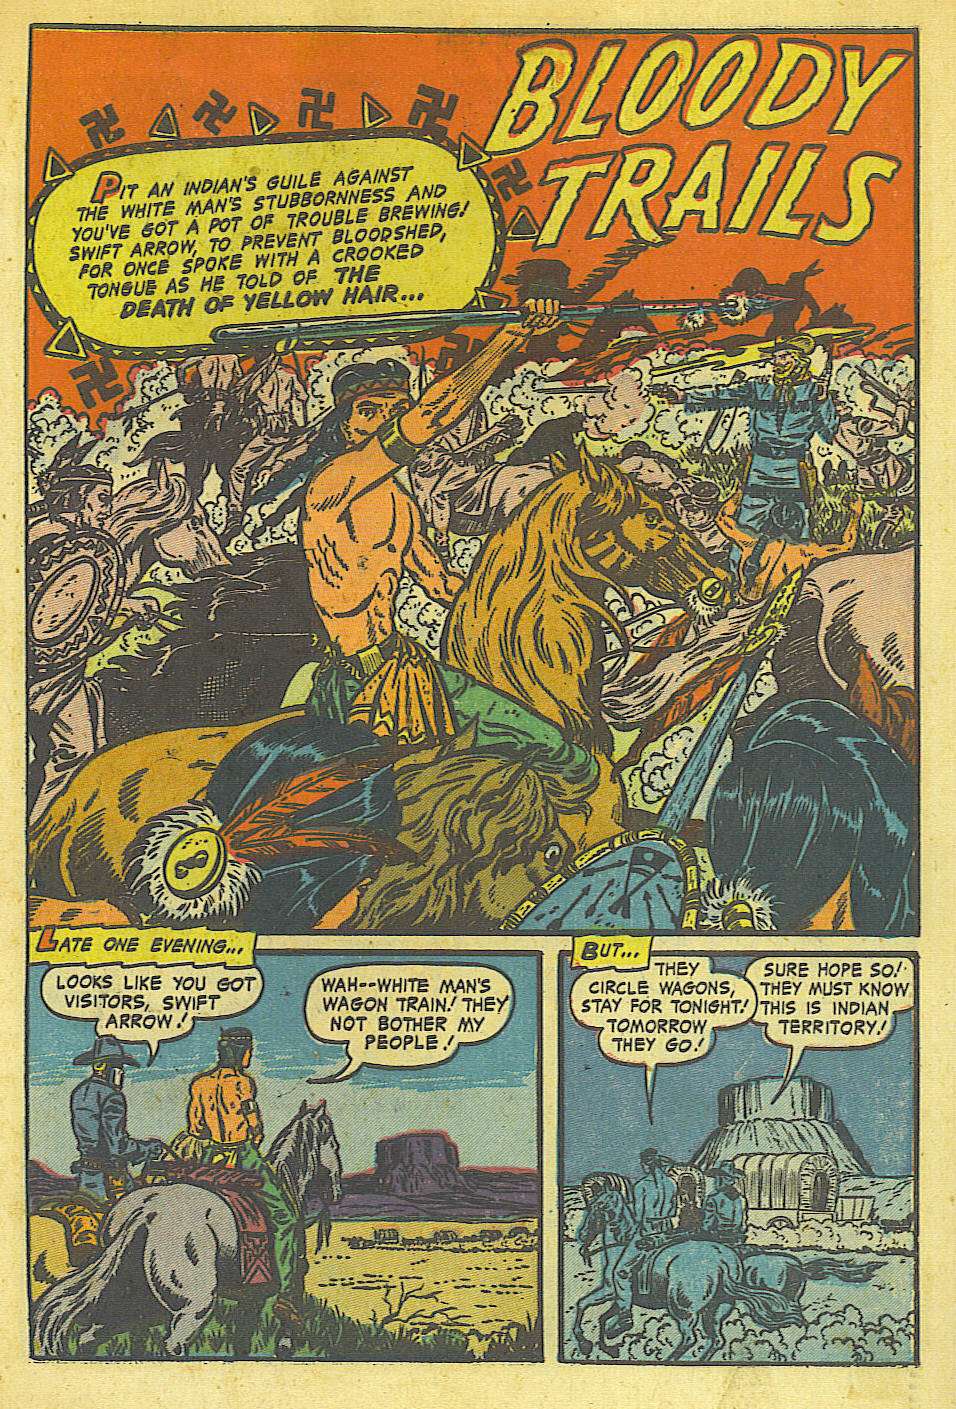 BLOODY
TRAILS
PIT AN INDIAN'S GUILE AGAINST
THE WHITE MAN'S STUBBORNNESS AND
YOU'VE GOT A POT OF TROUBLE BREWING!
SWIFT ARROW, TO PREVENT BLOODSHED,
FOR ONCE SPOKE WITH A CROOKED
TONGUE AS HE TOLD OF THE
DEATH OF YELLOW HAIR...
LATE ONE EVENING...
LOOKS LIKE YOU GOT
VISITORS, SWIFT
ARROW!
WAH--WHITE MAN'S
WAGON TRAIN! THEY
NOT BOTHER MY
PEOPLE!
BUT...
THEY
CIRCLE WAGONS,
STAY FOR TONIGHT!
TOMORROW
THEY GO!
SURE HOPE SO!
THEY MUST KNOW
THIS IS INDIAN
TERRITORY!